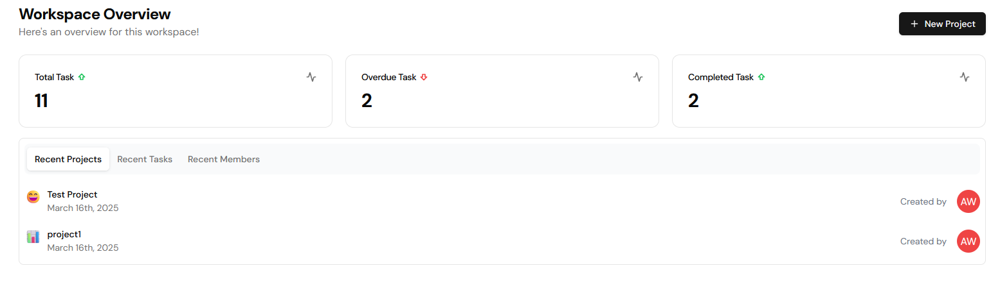 Workspace Overview
Here's an overview for this workspace!
New Project
Total Task
11
Overdue Task
2
Completed Task
2
Recent Projects Recent Tasks Recent Members
Test Project
March 16th, 2025
Created by AW
project1
March 16th, 2025
Created by AW